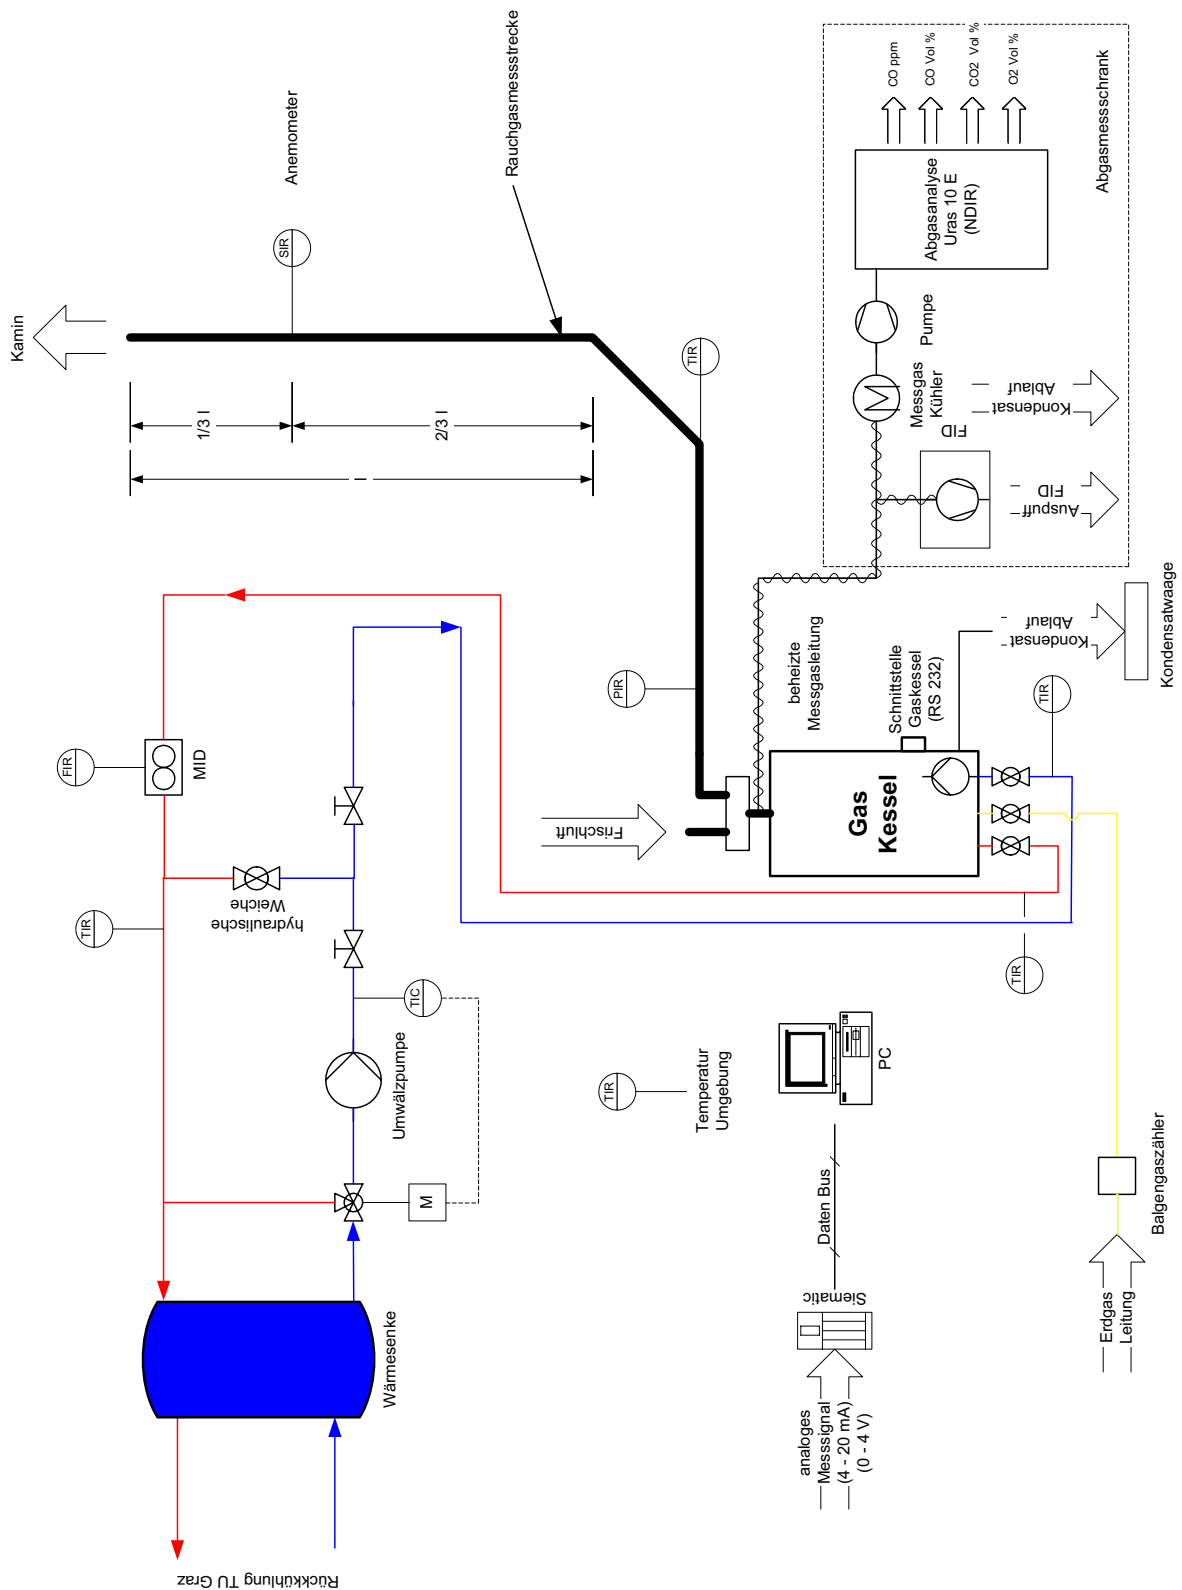 Kamin
Anemometer
Rauchgasmessstrecke
SIR
1/3 l
2/3 l
l
TIR
PIR
CO ppm
CO Vol %
CO2 Vol %
O2 Vol %
Abgasanalyse
Uras 10 E
(NDIR)
Abgasmessschrank
Pumpe
Messgas
Kühler
FID
Kondensat
Ablauf
Auspuff
FID
beheizte
Messgasleitung
Schnittstelle
Gaskessel
(RS 232)
Kondensat
Ablauf
Kondensatwaage
TIR
Frischluft
Gas
Kessel
FIR
MID
TIR
hydraulische
Weiche
TIC
Umwälzpumpe
M
Wärmesenke
Rückkühlung TU Graz
TIR
TIR
Temperatur
Umgebung
PC
Daten Bus
Siematic
analoges
Messsignal
(4 - 20 mA)
(0 - 4 V)
Balgengaszähler
Erdgas
Leitung